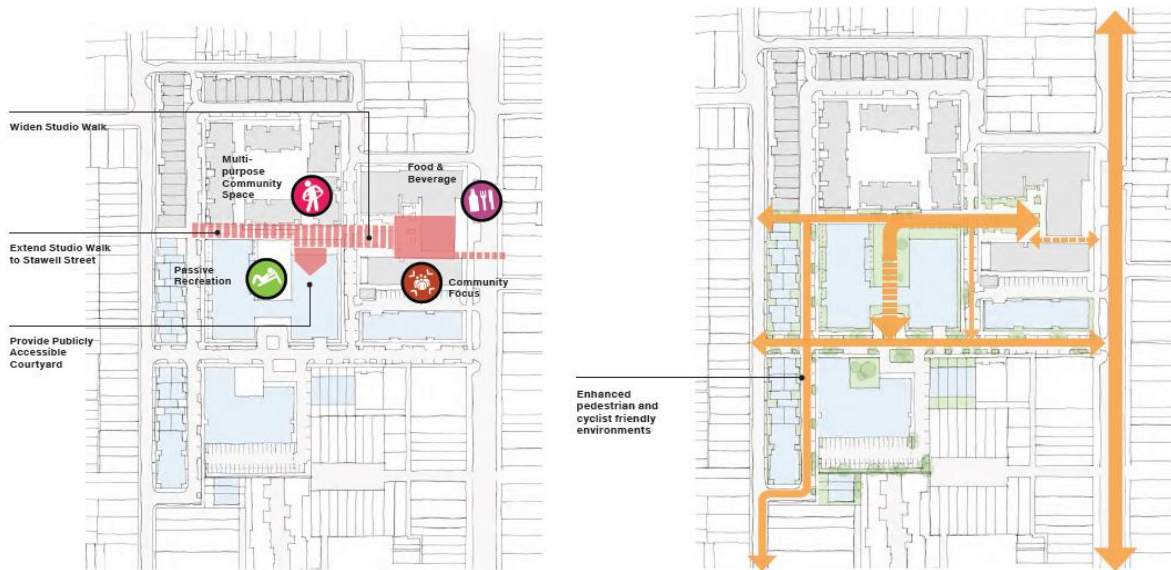 Widen Studio Walk
Multi-
purpose
Community
Space
Food &
Beverage
Extend Studio Walk
to Stawell Street
Passive
Recreation
Community
Focus
Provide Publicly
Accessible
Courtyard
Enhanced
pedestrian and
cyclist friendly
environments